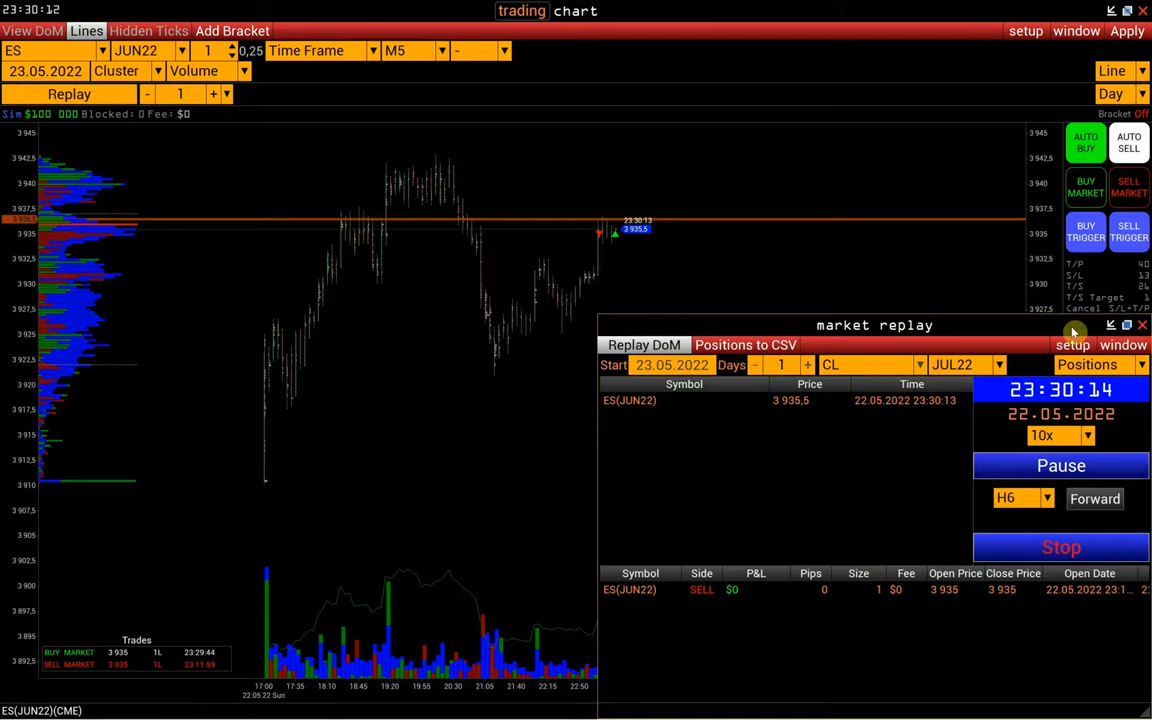 23:30:12
trading chart
View DoM Lines Hidden Ticks Add Bracket setup window Apply
ES JUN22 1 0,25 Time Frame M5 -
23.05.2022 Cluster Volume Line
Replay - 1 + Day
Sim $100 000 Blocked: 0 Fee: $0 Bracket Off
3 945 3 945
3 942,5 3 942,5
3 940 3 940
3 937,5 3 937,5
3 936,5
3 935 3 935
3 932,5 3 932,5
3 930 3 930
3 927,5 3 927,5
3 925
3 922,5
3 920
3 917,5
3 915
3 912,5
3 910
3 907,5
3 905
3 902,5
3 900
3 897,5
3 895
3 892,5
23:30:13
3 935,5
AUTO BUY
AUTO SELL
BUY MARKET
SELL MARKET
BUY TRIGGER
SELL TRIGGER
T/P 40
S/L 13
T/S 26
T/S Target 1
Cancel S/L+T/P
market replay
Replay DoM Positions to CSV setup window
Start 23.05.2022 Days - 1 + CL JUL22 Positions
Symbol Price Time
ES(JUN22) 3 935,5 22.05.2022 23:30:13
23:30:14
22.05.2022
10x
Pause
H6 Forward
Stop
Symbol Side P&L Pips Size Fee Open Price Close Price Open Date
ES(JUN22) SELL $0 0 1 $0 3 935 3 935 22.05.2022 23:1... 2:
Trades
BUY MARKET 3 935 1L 23:29:44
SELL MARKET 3 935 1L 23:11:59
17:00 17:35 18:10 18:45 19:20 19:55 20:30 21:05 21:40 22:15 22:50
22.05.22 Sun
ES(JUN22)(CME)